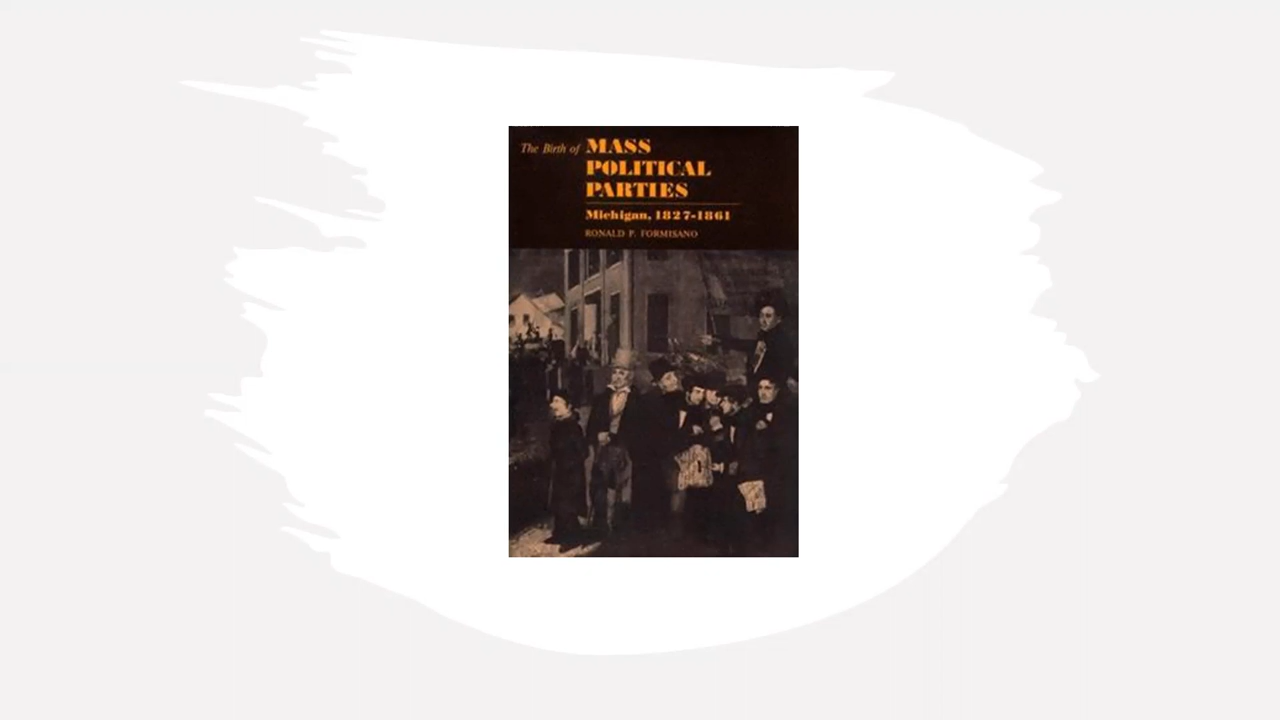 The Birth of MASS
POLITICAL
PARTIES
Michigan, 1827-1861
RONALD P. FORMISANO